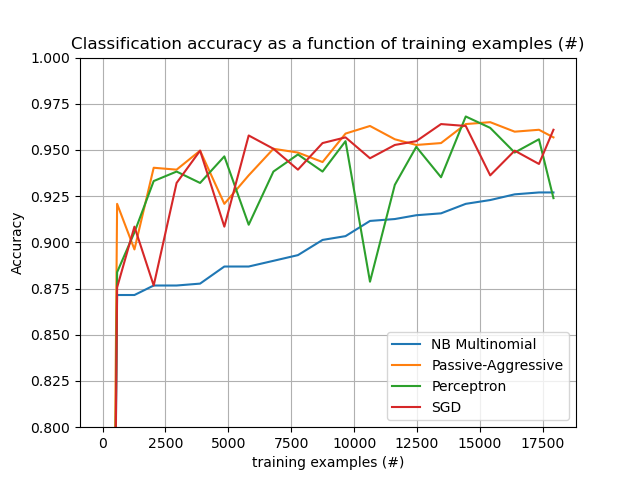 Classification accuracy as a function of training examples (#)
1.000
0.975
0.950
0.925
0.900
0.875
0.850
0.825
0.800
Accuracy
NB Multinomial
Passive-Aggressive
Perceptron
SGD
0 2500 5000 7500 10000 12500 15000 17500
training examples (#)